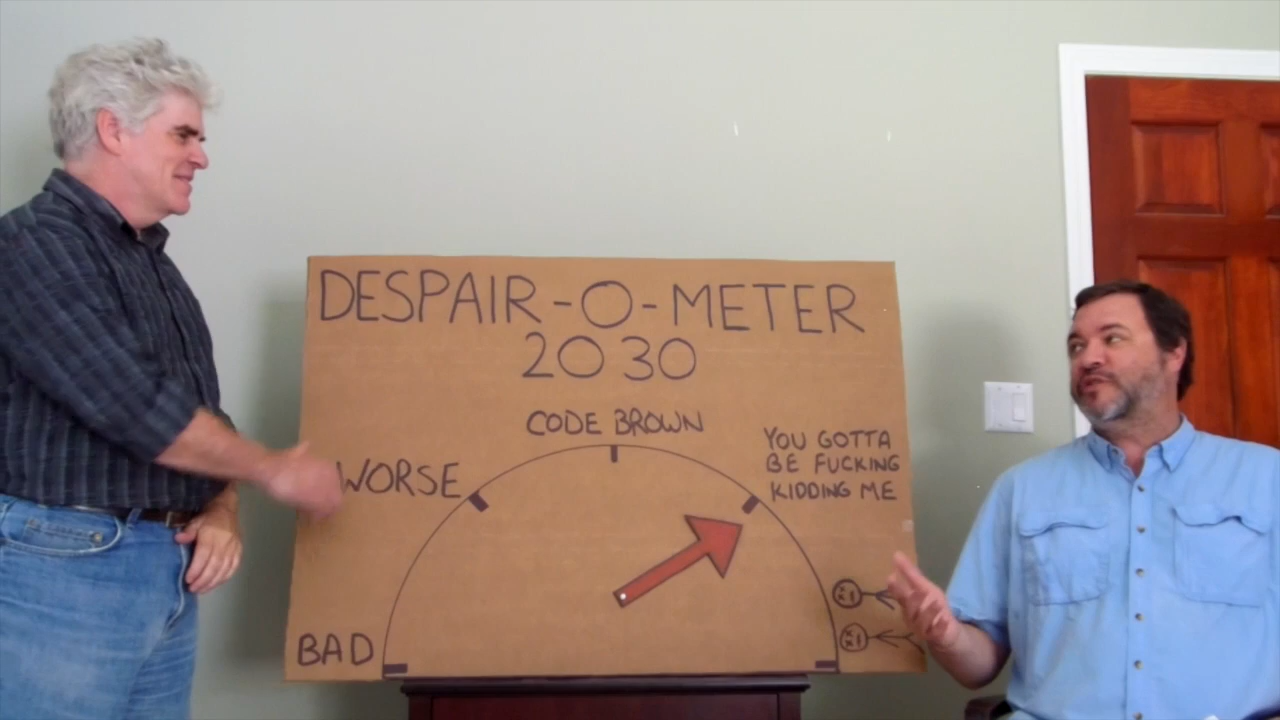 DESPAIR-O-METER
2030
CODE BROWN
YOU GOTTA
BE FUCKING
KIDDING ME
WORSE
BAD